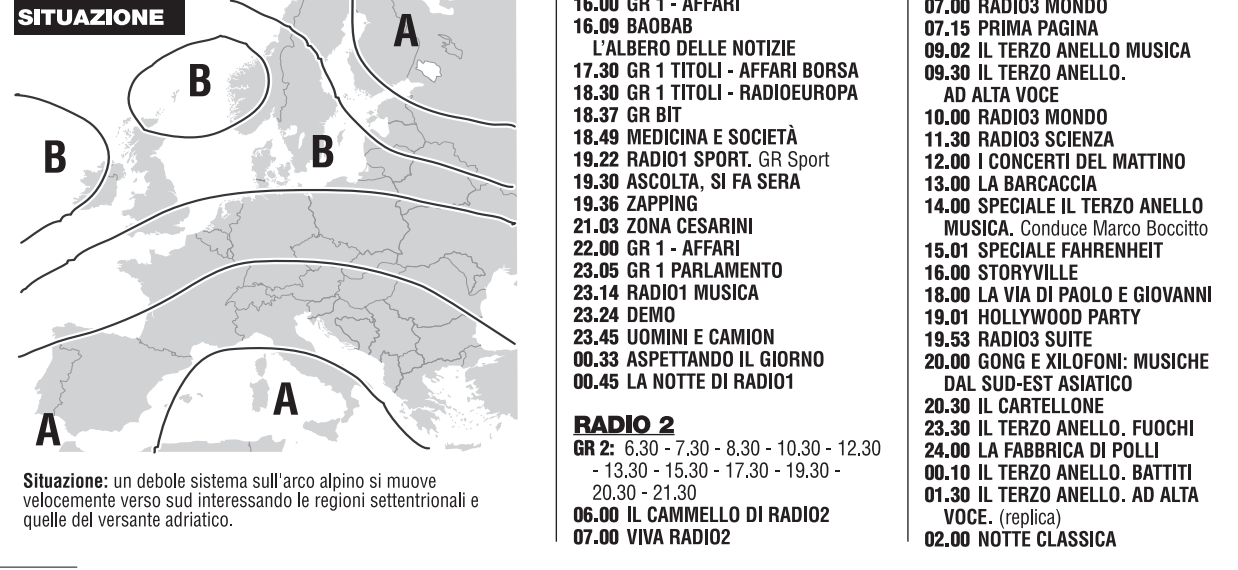 SITUAZIONE
A
B
B
B
A
A
Situazione: un debole sistema sull'arco alpino si muove
velocemente verso sud interessando le regioni settentrionali e
quelle del versante adriatico.
16.00 GR 1 - AFFARI
16.09 BAOBAB
L'ALBERO DELLE NOTIZIE
17.30 GR 1 TITOLI - AFFARI BORSA
18.30 GR 1 TITOLI - RADIOEUROPA
18.37 GR BIT
18.49 MEDICINA E SOCIETÀ
19.22 RADIO1 SPORT. GR Sport
19.30 ASCOLTA, SI FA SERA
19.36 ZAPPING
21.03 ZONA CESARINI
22.00 GR 1 - AFFARI
23.05 GR 1 PARLAMENTO
23.14 RADIO1 MUSICA
23.24 DEMO
23.45 UOMINI E CAMION
00.33 ASPETTANDO IL GIORNO
00.45 LA NOTTE DI RADIO1
RADIO 2
GR 2: 6.30 - 7.30 - 8.30 - 10.30 - 12.30
- 13.30 - 15.30 - 17.30 - 19.30 -
20.30 - 21.30
06.00 IL CAMMELLO DI RADIO2
07.00 VIVA RADIO2
07.00 RADIO3 MONDO
07.15 PRIMA PAGINA
09.02 IL TERZO ANELLO MUSICA
09.30 IL TERZO ANELLO.
AD ALTA VOCE
10.00 RADIO3 MONDO
11.30 RADIO3 SCIENZA
12.00 I CONCERTI DEL MATTINO
13.00 LA BARCACCIA
14.00 SPECIALE IL TERZO ANELLO
MUSICA. Conduce Marco Boccitto
15.01 SPECIALE FAHRENHEIT
16.00 STORYVILLE
18.00 LA VIA DI PAOLO E GIOVANNI
19.01 HOLLYWOOD PARTY
19.53 RADIO3 SUITE
20.00 GONG E XILOFONI: MUSICHE
DAL SUD-EST ASIATICO
20.30 IL CARTELLONE
23.30 IL TERZO ANELLO. FUOCHI
24.00 LA FABBRICA DI POLLI
00.10 IL TERZO ANELLO. BATTITI
01.30 IL TERZO ANELLO. AD ALTA
VOCE. (replica)
02.00 NOTTE CLASSICA